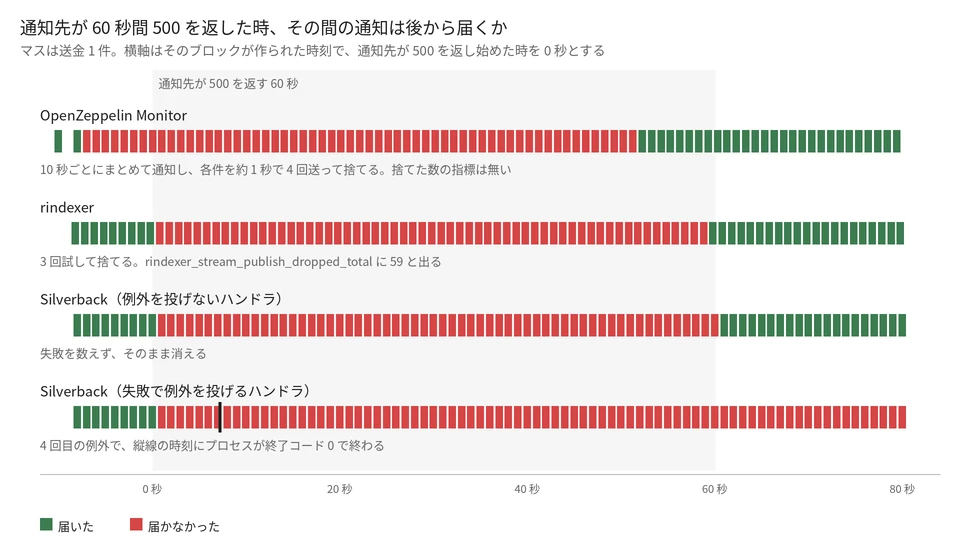 通知先が 60 秒間 500 を返した時、その間の通知は後から届くか
マスは送金 1 件。横軸はそのブロックが作られた時刻で、通知先が 500 を返し始めた時を 0 秒とする
通知先が 500 を返す 60 秒
OpenZeppelin Monitor
10 秒ごとにまとめて通知し、各件を約 1 秒で 4 回送って捨てる。捨てた数の指標は無い
rindexer
3 回試して捨てる。rindexer_stream_publish_dropped_total に 59 と出る
Silverback（例外を投げないハンドラ）
失敗を数えず、そのまま消える
Silverback（失敗で例外を投げるハンドラ）
4 回目の例外で、縦線の時刻にプロセスが終了コード 0 で終わる
0 秒
20 秒
40 秒
60 秒
80 秒
届いた
届かなかった